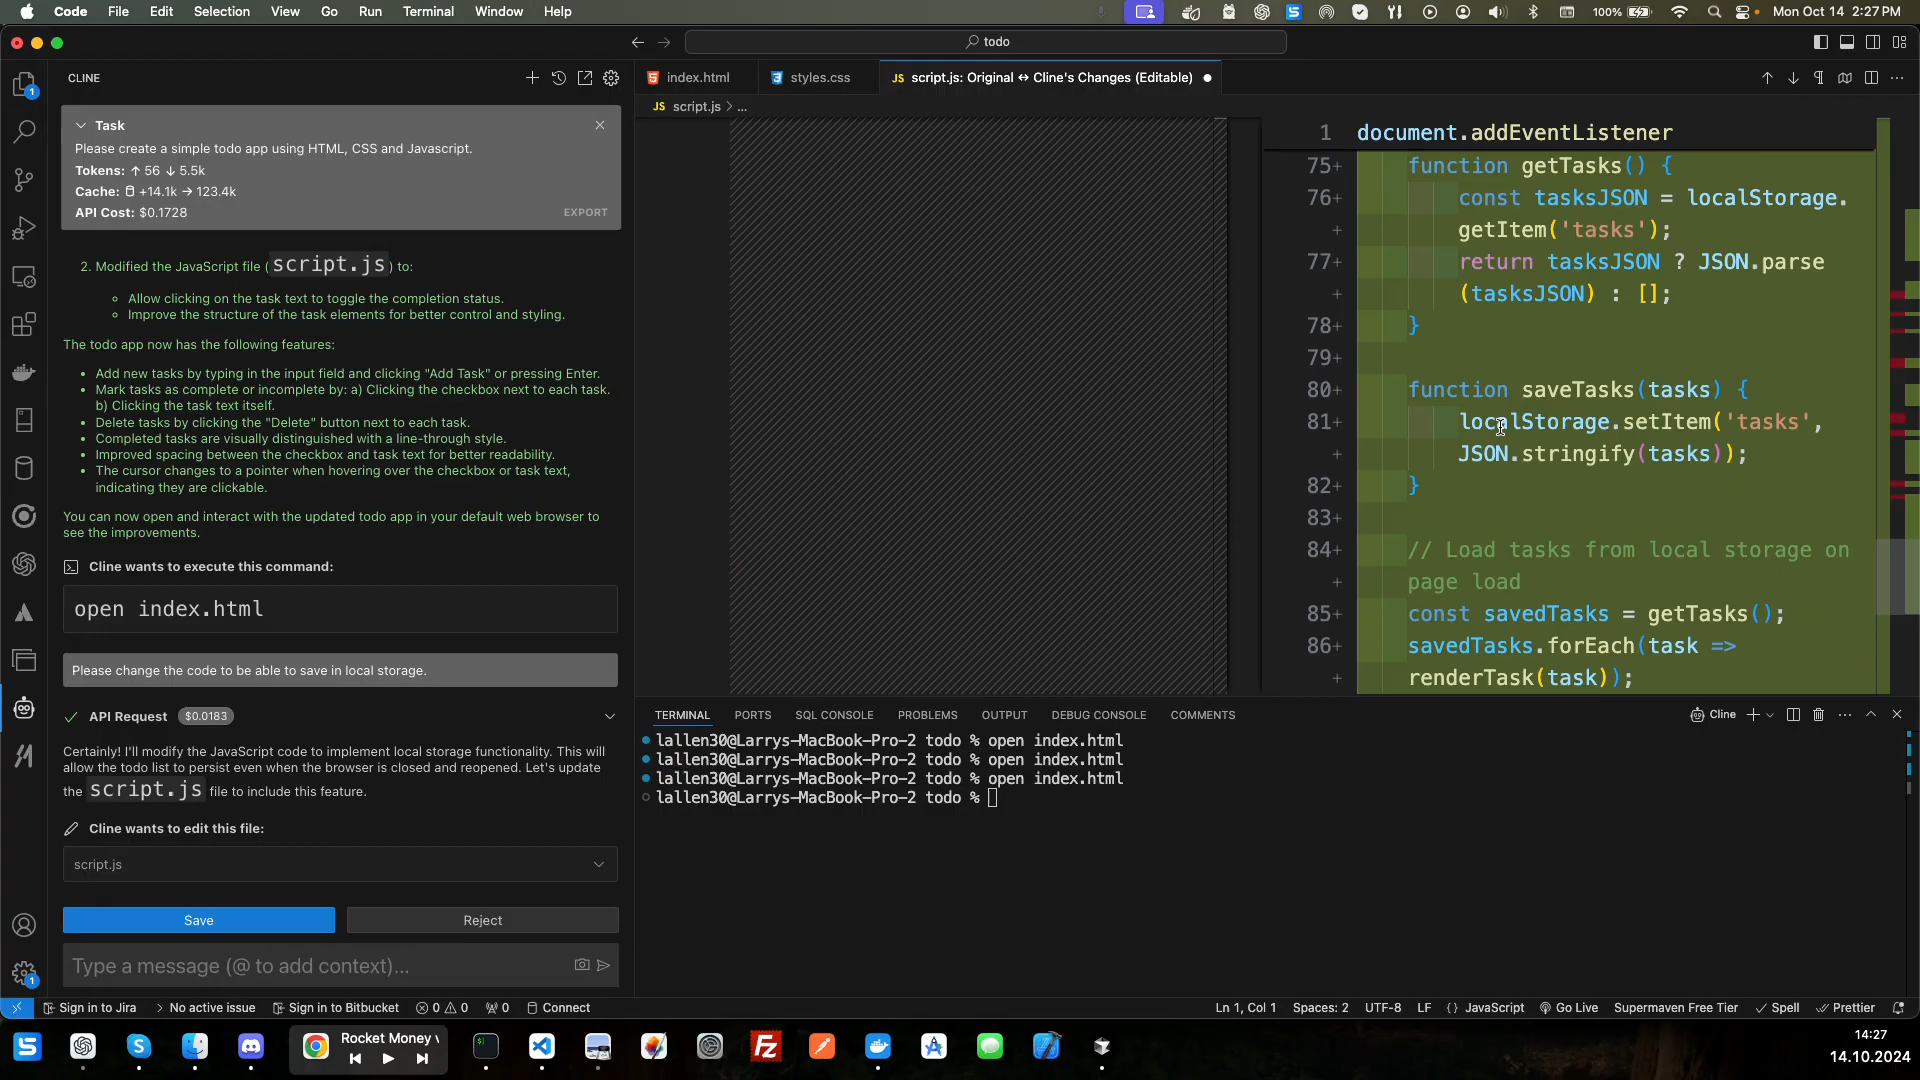 Code File Edit Selection View Go Run Terminal Window Help
100% Mon Oct 14 2:27 PM
todo
CLINE
index.html
styles.css
JS script.js: Original ↔ Cline's Changes (Editable)
JS script.js > ...
Task
Please create a simple todo app using HTML, CSS and Javascript.
Tokens: ↑ 56 ↓ 5.5k
Cache: +14.1k → 123.4k
API Cost: $0.1728
EXPORT
2. Modified the JavaScript file (script.js) to:
Allow clicking on the task text to toggle the completion status.
Improve the structure of the task elements for better control and styling.
The todo app now has the following features:
Add new tasks by typing in the input field and clicking "Add Task" or pressing Enter.
Mark tasks as complete or incomplete by: a) Clicking the checkbox next to each task.
b) Clicking the task text itself.
Delete tasks by clicking the "Delete" button next to each task.
Completed tasks are visually distinguished with a line-through style.
Improved spacing between the checkbox and task text for better readability.
The cursor changes to a pointer when hovering over the checkbox or task text,
indicating they are clickable.
You can now open and interact with the updated todo app in your default web browser to
see the improvements.
Cline wants to execute this command:
open index.html
Please change the code to be able to save in local storage.
API Request $0.0183
Certainly! I'll modify the JavaScript code to implement local storage functionality. This will
allow the todo list to persist even when the browser is closed and reopened. Let's update
the script.js file to include this feature.
Cline wants to edit this file:
script.js
Save
Reject
Type a message (@ to add context)...
1 document.addEventListener
75+ function getTasks() {
76+ const tasksJSON = localStorage.
+ getItem('tasks');
77+ return tasksJSON ? JSON.parse
+ (tasksJSON) : [];
78+ }
79+
80+ function saveTasks(tasks) {
81+ localStorage.setItem('tasks',
+ JSON.stringify(tasks));
82+ }
83+
84+ // Load tasks from local storage on
+ page load
85+ const savedTasks = getTasks();
86+ savedTasks.forEach(task =>
+ renderTask(task));
TERMINAL PORTS SQL CONSOLE PROBLEMS OUTPUT DEBUG CONSOLE COMMENTS
Cline
lallen30@Larrys-MacBook-Pro-2 todo % open index.html
lallen30@Larrys-MacBook-Pro-2 todo % open index.html
lallen30@Larrys-MacBook-Pro-2 todo % open index.html
lallen30@Larrys-MacBook-Pro-2 todo %
Sign in to Jira > No active issue Sign in to Bitbucket 0 0 0 Connect
Ln 1, Col 1 Spaces: 2 UTF-8 LF {} JavaScript Go Live Supermaven Free Tier Spell Prettier
Rocket Money
14:27
14.10.2024